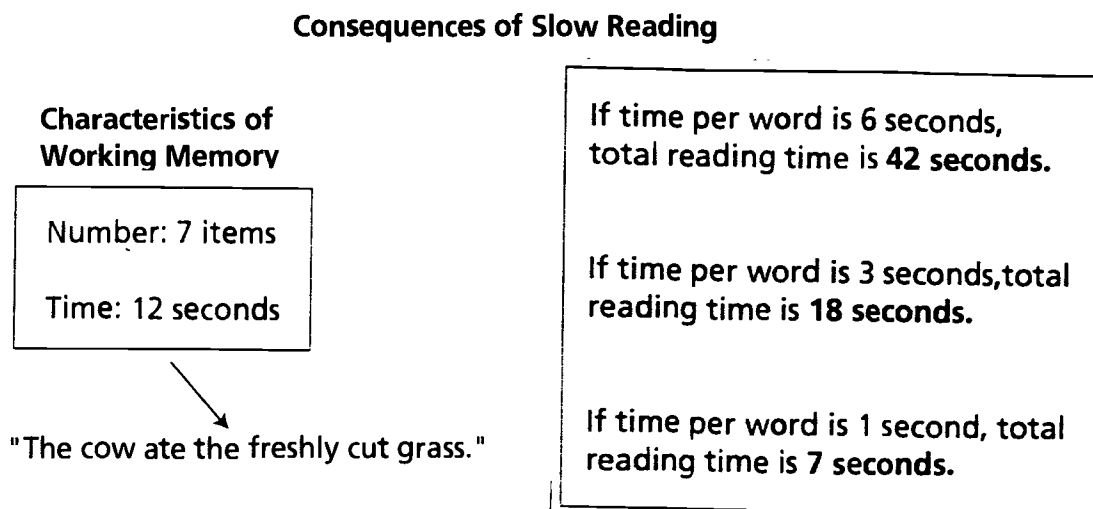 Consequences of Slow Reading
Characteristics of
Working Memory
Number: 7 items
Time: 12 seconds
"The cow ate the freshly cut grass."
If time per word is 6 seconds,
total reading time is 42 seconds.
If time per word is 3 seconds,total
reading time is 18 seconds.
If time per word is 1 second, total
reading time is 7 seconds.